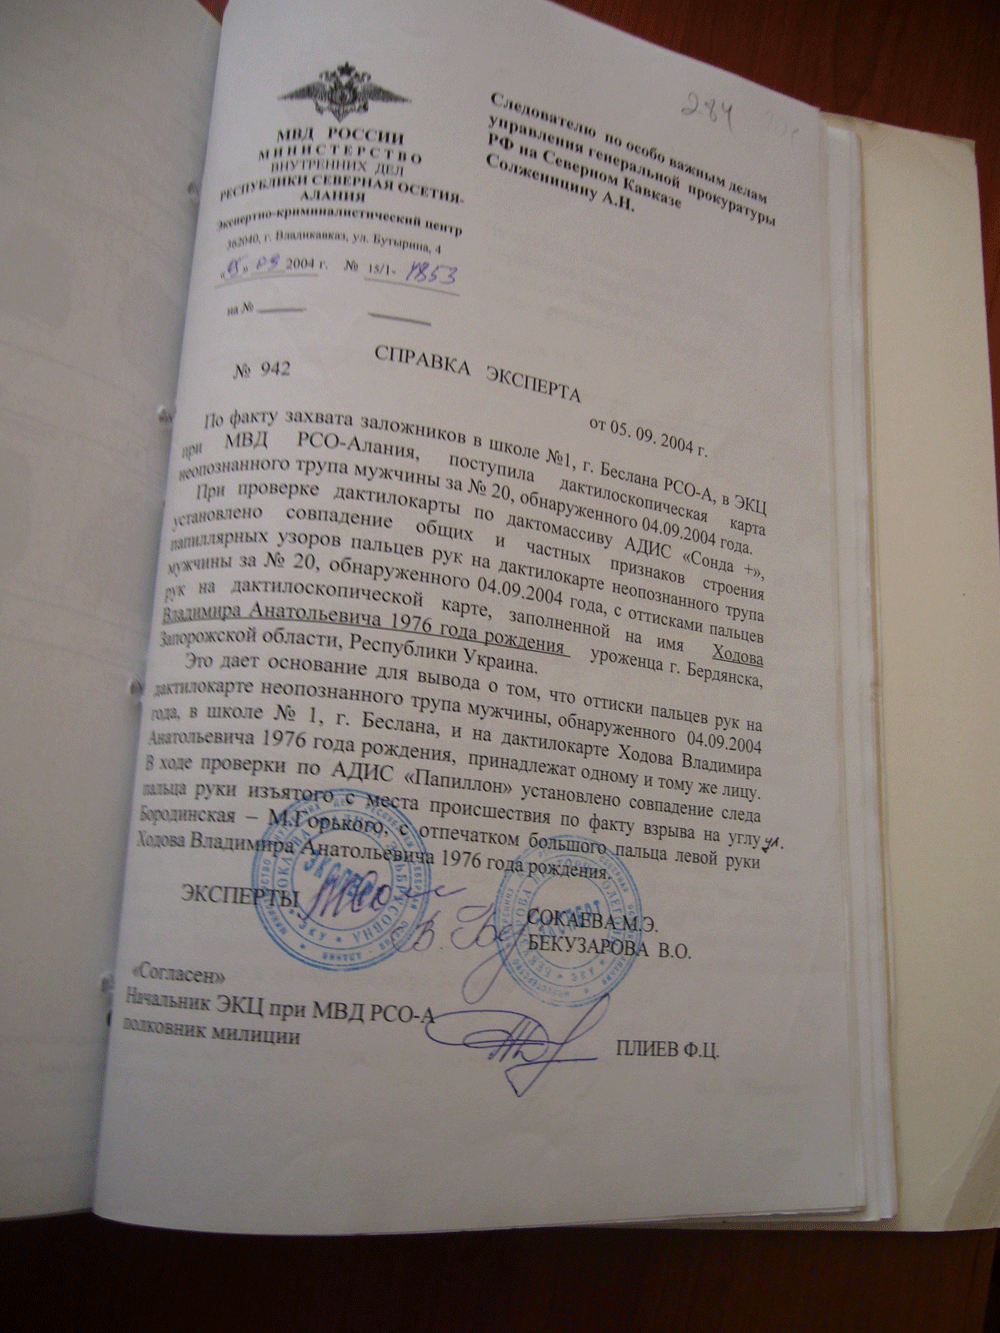 284
МВД РОССИИ
МИНИСТЕРСТВО
ВНУТРЕННИХ ДЕЛ
РЕСПУБЛИКИ СЕВЕРНАЯ ОСЕТИЯ-
АЛАНИЯ
Экспертно-криминалистический центр
362040, г. Владикавказ, ул. Бутырина, 4
«05» 09 2004 г. № 15/1- 1853
на №
Следователю по особо важным делам
управления генеральной прокуратуры
РФ на Северном Кавказе
Солженицину А.Н.
СПРАВКА ЭКСПЕРТА
№ 942
от 05. 09. 2004 г.
По факту захвата заложников в школе №1, г. Беслана РСО-А, в ЭКЦ
при МВД РСО-Алания, поступила дактилоскопическая карта
неопознанного трупа мужчины за № 20, обнаруженного 04.09.2004 года.
При проверке дактилокарты по дактомассиву АДИС «Сонда +»,
установлено совпадение общих и частных признаков строения
папиллярных узоров пальцев рук на дактилокарте неопознанного трупа
мужчины за № 20, обнаруженного 04.09.2004 года, с оттисками пальцев
рук на дактилоскопической карте, заполненной на имя Ходова
Владимира Анатольевича 1976 года рождения уроженца г. Бердянска,
Запорожской области, Республики Украина.
Это дает основание для вывода о том, что оттиски пальцев рук на
дактилокарте неопознанного трупа мужчины, обнаруженного 04.09.2004
года, в школе № 1, г. Беслана, и на дактилокарте Ходова Владимира
Анатольевича 1976 года рождения, принадлежат одному и тому же лицу.
В ходе проверки по АДИС «Папиллон» установлено совпадение следа
пальца руки изъятого с места происшествия по факту взрыва на углу ул.
Бородинская – М.Горького, с отпечатком большого пальца левой руки
Ходова Владимира Анатольевича 1976 года рождения.
ЭКСПЕРТЫ
СОКАЕВА М.Э.
БЕКУЗАРОВА В.О.
ЭКСПЕРТ
ЭКСПЕРТ
«Согласен»
Начальник ЭКЦ при МВД РСО-А
полковник милиции
ПЛИЕВ Ф.Ц.